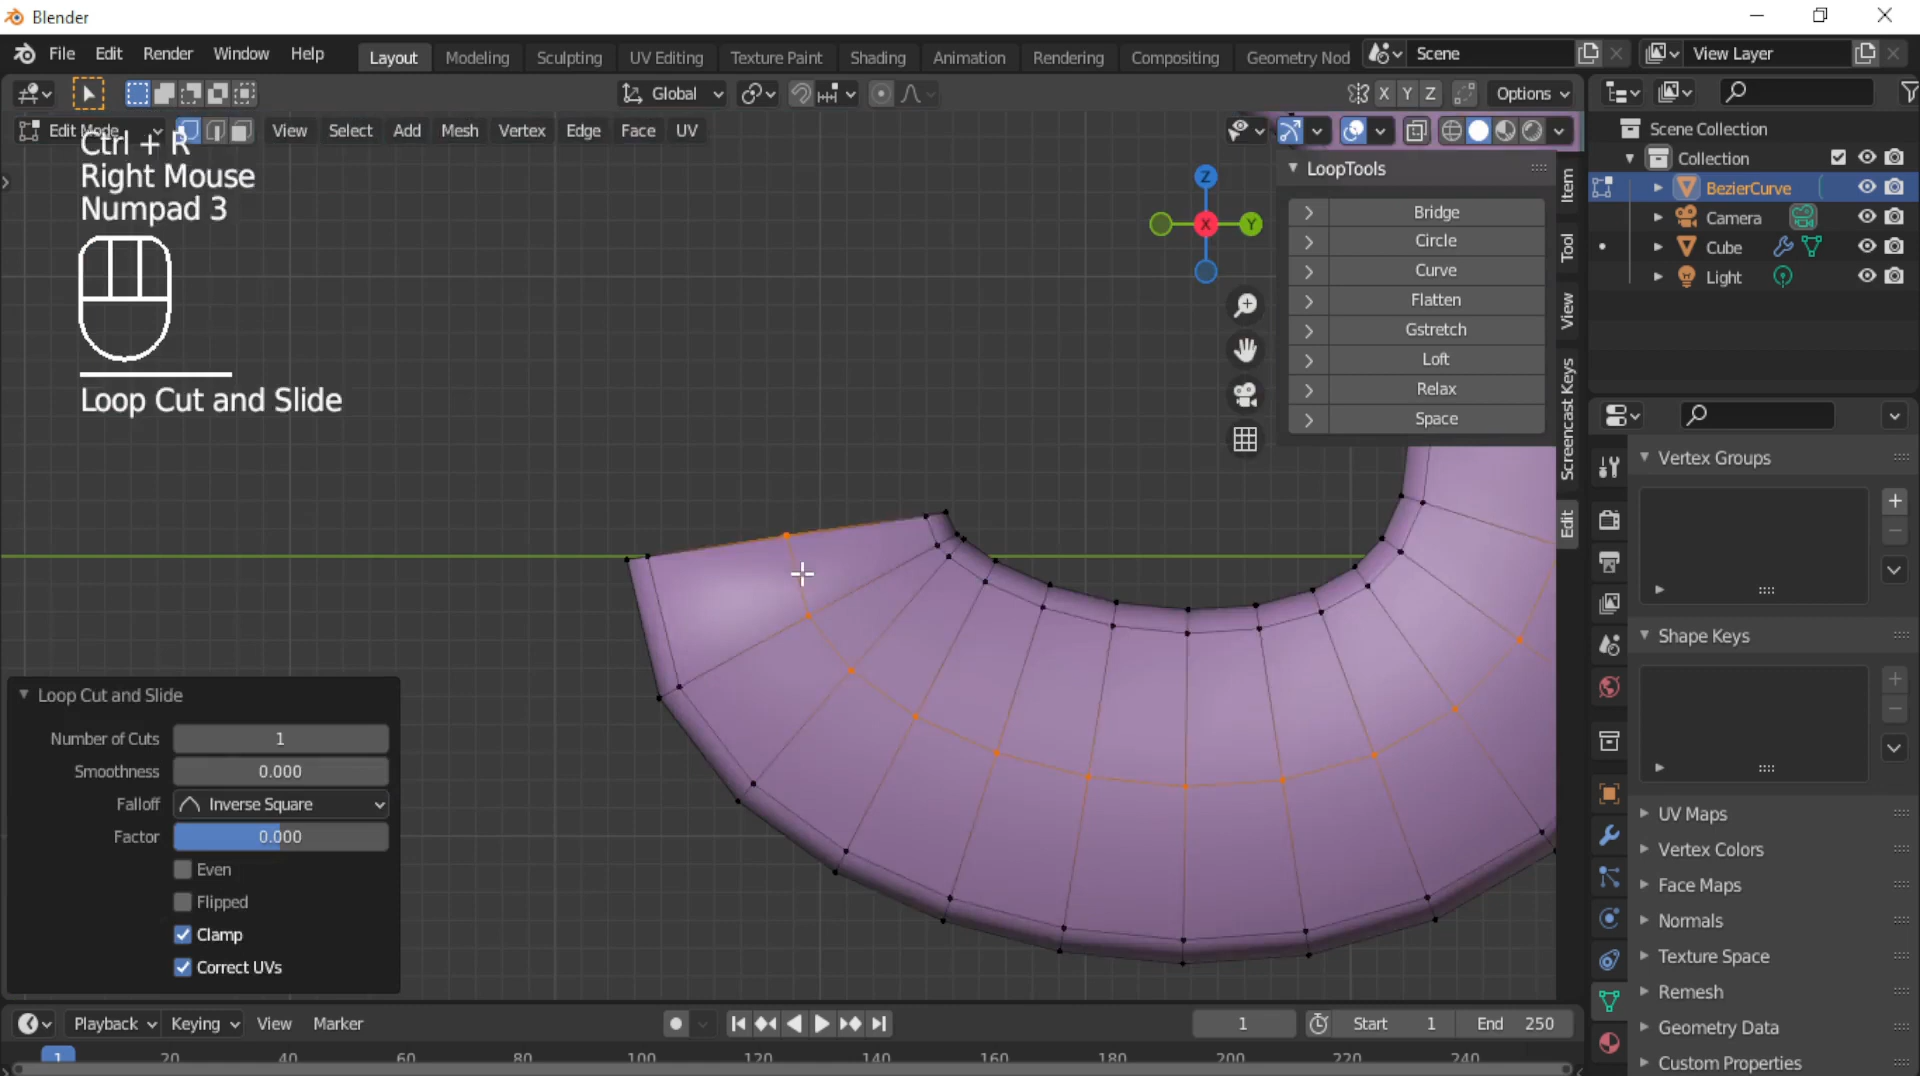 Blender
File Edit Render Window Help Layout Modeling Sculpting UV Editing Texture Paint Shading Animation Rendering Compositing Geometry Nod Scene View Layer
Global X Y Z Options
Edit Mode View Select Add Mesh Vertex Edge Face UV
Ctrl + R
Right Mouse
Numpad 3
Loop Cut and Slide
Z
X
Y
LoopTools
Bridge
Circle
Curve
Flatten
Gstretch
Loft
Relax
Space
Item
Tool
View
Screencast Keys
Edit
Scene Collection
Collection
BezierCurve
Camera
Cube
Light
Vertex Groups
Shape Keys
UV Maps
Vertex Colors
Face Maps
Normals
Texture Space
Remesh
Geometry Data
Custom Properties
Loop Cut and Slide
Number of Cuts 1
Smoothness 0.000
Falloff Inverse Square
Factor 0.000
Even
Flipped
Clamp
Correct UVs
Playback Keying View Marker 1 Start 1 End 250
1 20 40 60 80 100 120 140 160 180 200 220 240